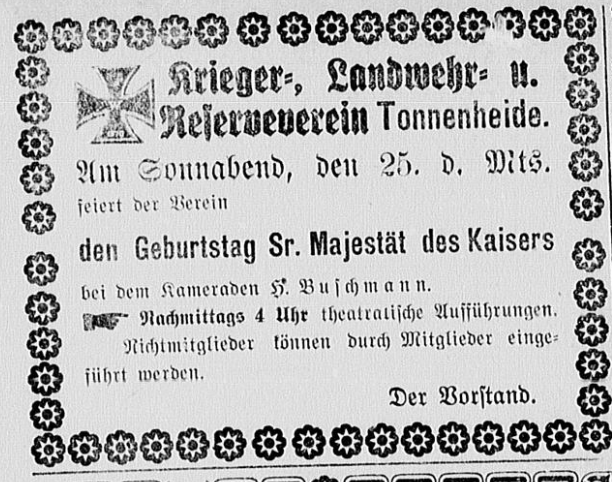 Krieger-, Landwehr- u.
Reserveverein Tonnenheide.
Am Sonnabend, den 25. d. Mts.
feiert der Verein
den Geburtstag Sr. Majestät des Kaisers
bei dem Kameraden H. Buschmann.
Nachmittags 4 Uhr theatralische Aufführungen.
Nichtmitglieder können durch Mitglieder einge-
führt werden.
Der Vorstand.